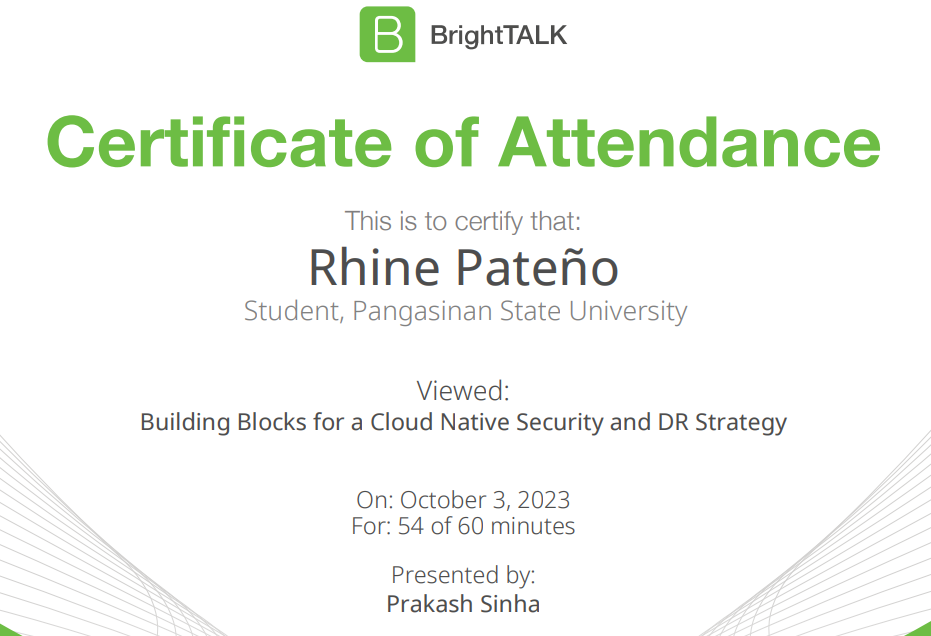 B BrightTALK
Certificate of Attendance
This is to certify that:
Rhine Pateño
Student, Pangasinan State University
Viewed:
Building Blocks for a Cloud Native Security and DR Strategy
On: October 3, 2023
For: 54 of 60 minutes
Presented by:
Prakash Sinha